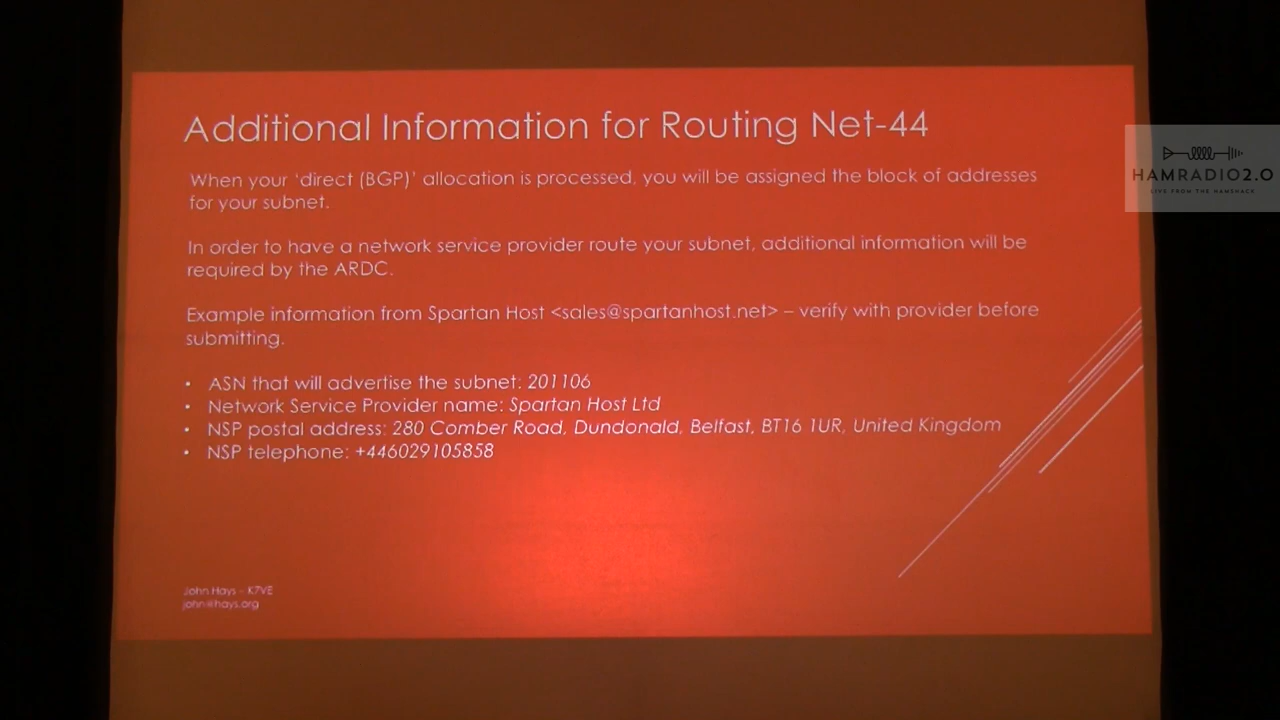 Additional Information for Routing Net-44
When your 'direct (BGP)' allocation is processed, you will be assigned the block of addresses
for your subnet.
In order to have a network service provider route your subnet, additional information will be
required by the ARDC.
Example information from Spartan Host <sales@spartanhost.net> – verify with provider before
submitting.
• ASN that will advertise the subnet: 201106
• Network Service Provider name: Spartan Host Ltd
• NSP postal address: 280 Comber Road, Dundonald, Belfast, BT16 1UR, United Kingdom
• NSP telephone: +446029105858
John Hays – K7VE
john@hays.org
HAMRADIO2.0
LIVE FROM THE HAMSHACK